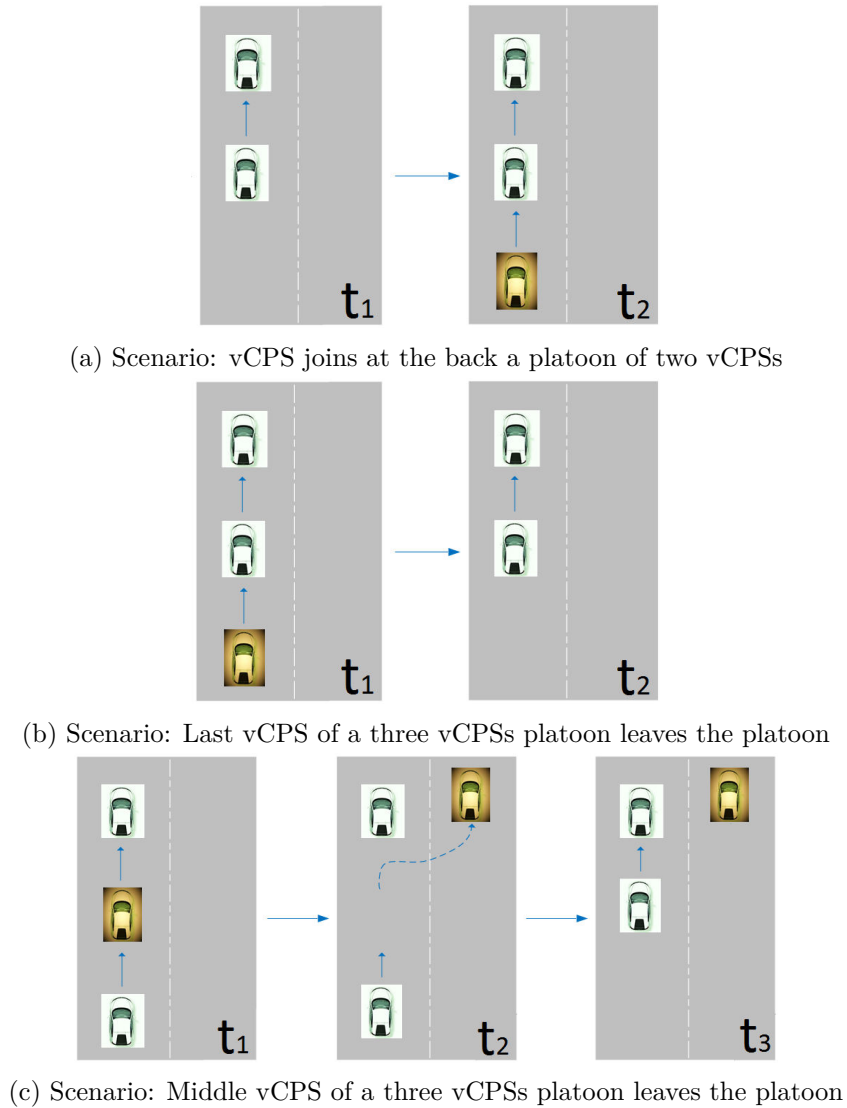 t1
t2
(a) Scenario: vCPS joins at the back a platoon of two vCPSs
t1
t2
(b) Scenario: Last vCPS of a three vCPSs platoon leaves the platoon
t1
t2
t3
(c) Scenario: Middle vCPS of a three vCPSs platoon leaves the platoon